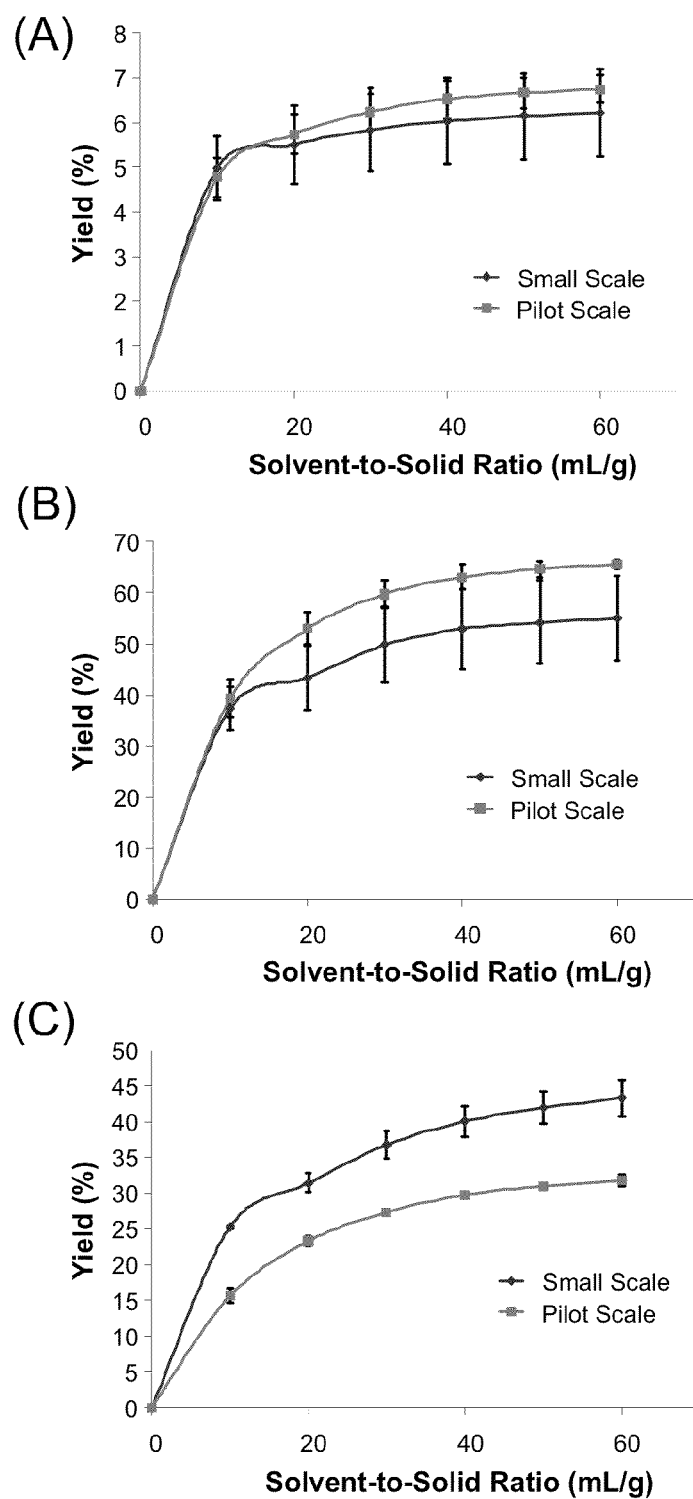 (A)
8
7
6
5
4
3
2
1
0
Yield (%)
Small Scale
Pilot Scale
0 20 40 60
Solvent-to-Solid Ratio (mL/g)
(B)
70
60
50
40
30
20
10
0
Yield (%)
Small Scale
Pilot Scale
0 20 40 60
Solvent-to-Solid Ratio (mL/g)
(C)
50
45
40
35
30
25
20
15
10
5
0
Yield (%)
Small Scale
Pilot Scale
0 20 40 60
Solvent-to-Solid Ratio (mL/g)